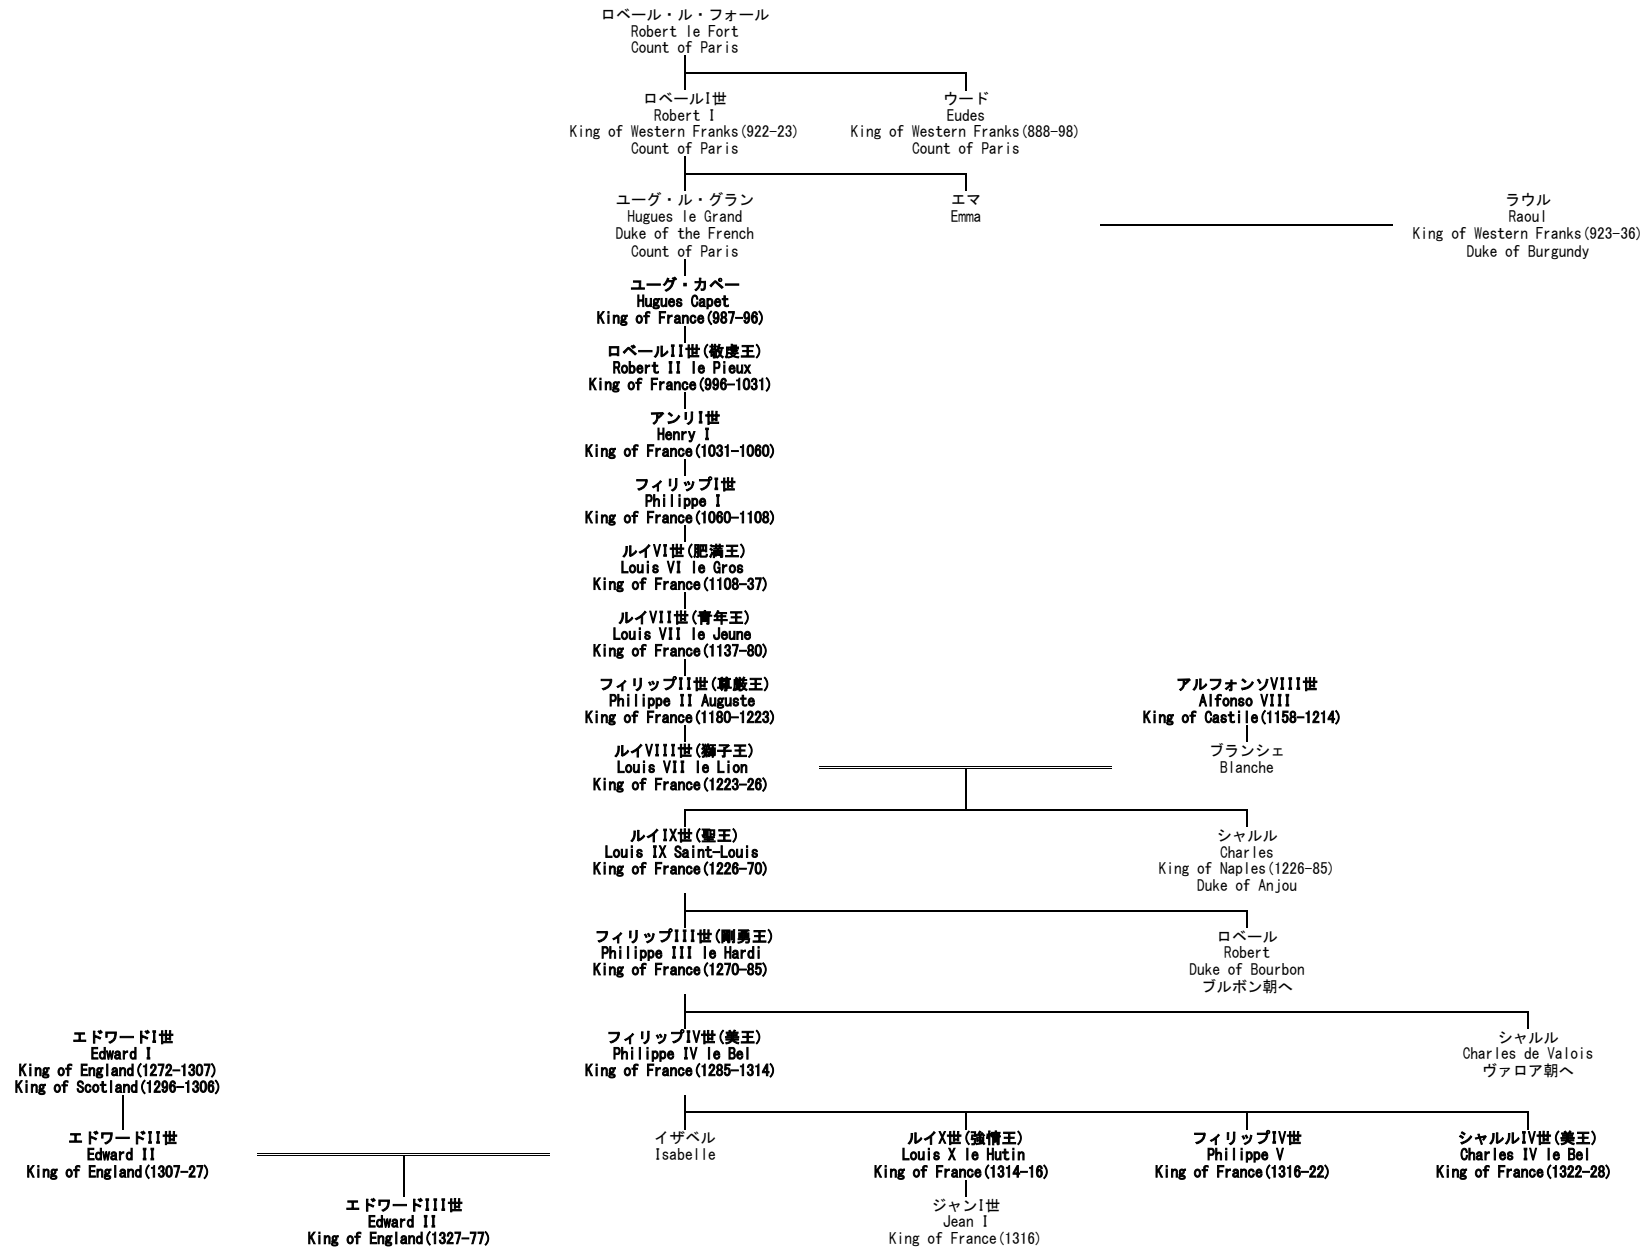 ロベール・ル・フォール
Robert le Fort
Count of Paris
ロベールI世
Robert I
King of Western Franks(922-23)
Count of Paris
ウード
Eudes
King of Western Franks(888-98)
Count of Paris
ユーグ・ル・グラン
Hugues le Grand
Duke of the French
Count of Paris
エマ
Emma
ラウル
Raoul
King of Western Franks(923-36)
Duke of Burgundy
ユーグ・カペー
Hugues Capet
King of France(987-96)
ロベールII世(敬虔王)
Robert II le Pieux
King of France(996-1031)
アンリI世
Henry I
King of France(1031-1060)
フィリップI世
Philippe I
King of France(1060-1108)
ルイVI世(肥満王)
Louis VI le Gros
King of France(1108-37)
ルイVII世(青年王)
Louis VII le Jeune
King of France(1137-80)
フィリップII世(尊厳王)
Philippe II Auguste
King of France(1180-1223)
アルフォンソVIII世
Alfonso VIII
King of Castile(1158-1214)
ルイVIII世(獅子王)
Louis VII le Lion
King of France(1223-26)
ブランシェ
Blanche
ルイIX世(聖王)
Louis IX Saint-Louis
King of France(1226-70)
シャルル
Charles
King of Naples(1226-85)
Duke of Anjou
フィリップIII世(剛勇王)
Philippe III le Hardi
King of France(1270-85)
ロベール
Robert
Duke of Bourbon
ブルボン朝へ
エドワードI世
Edward I
King of England(1272-1307)
King of Scotland(1296-1306)
フィリップIV世(美王)
Philippe IV le Bel
King of France(1285-1314)
シャルル
Charles de Valois
ヴァロア朝へ
エドワードII世
Edward II
King of England(1307-27)
イザベル
Isabelle
ルイX世(強情王)
Louis X le Hutin
King of France(1314-16)
フィリップIV世
Philippe V
King of France(1316-22)
シャルルIV世(美王)
Charles IV le Bel
King of France(1322-28)
エドワードIII世
Edward II
King of England(1327-77)
ジャンI世
Jean I
King of France(1316)